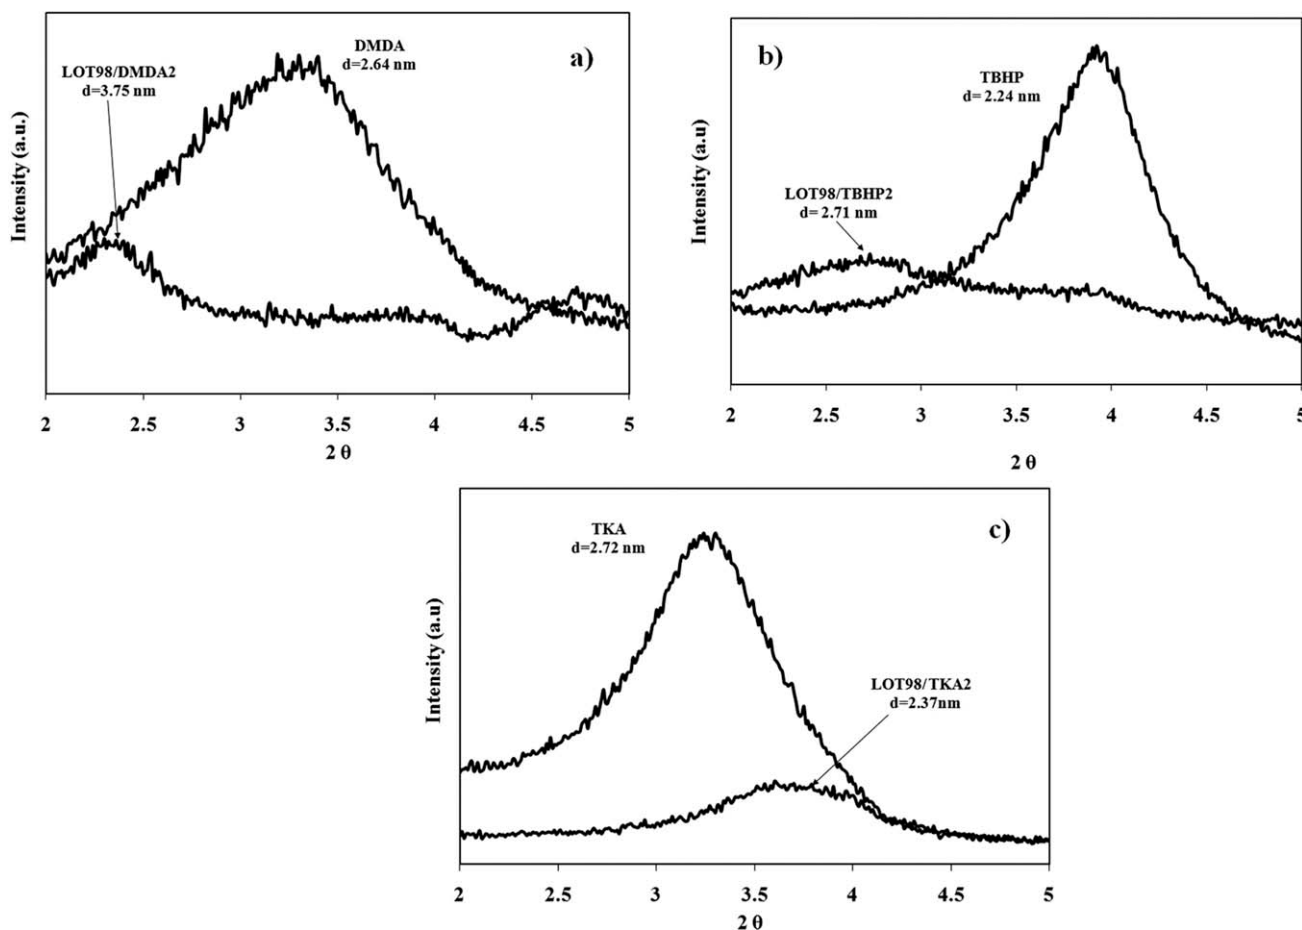 DMDA
d=2.64 nm
a)
LOT98/DMDA2
d=3.75 nm
Intensity (a.u.)
2 2.5 3 3.5 4 4.5 5
2 θ
b)
TBHP
d= 2.24 nm
LOT98/TBHP2
d= 2.71 nm
Intensity (a.u)
2 2.5 3 3.5 4 4.5 5
2 θ
TKA
d=2.72 nm
c)
LOT98/TKA2
d=2.37nm
Intensity (a.u)
2 2.5 3 3.5 4 4.5 5
2 θ